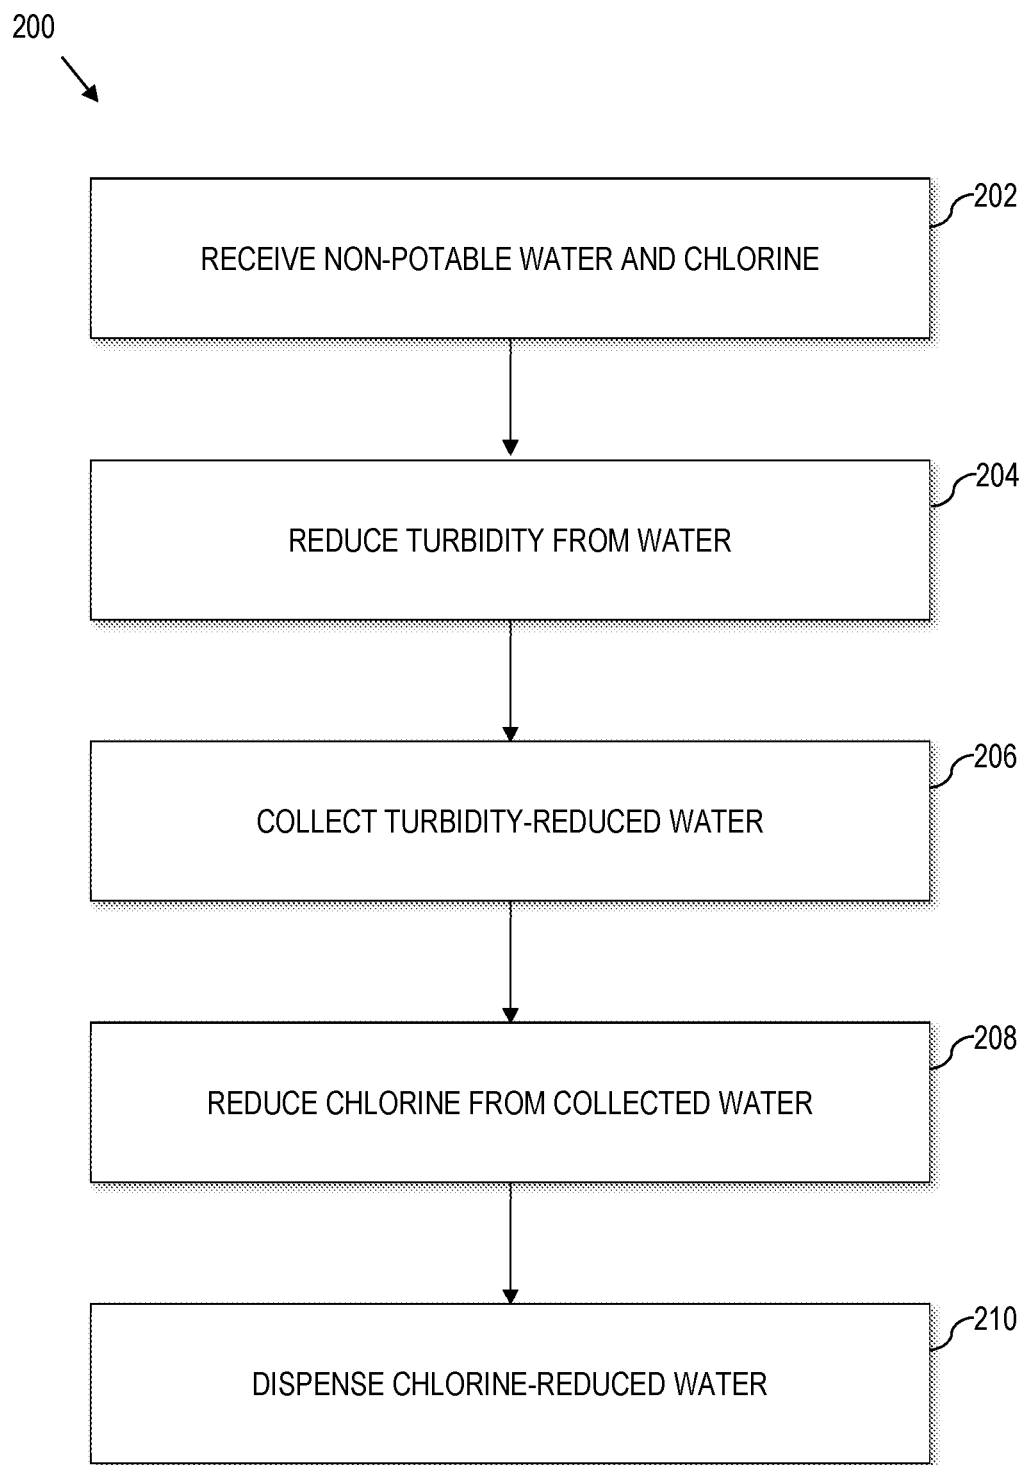 200
202
RECEIVE NON-POTABLE WATER AND CHLORINE
204
REDUCE TURBIDITY FROM WATER
206
COLLECT TURBIDITY-REDUCED WATER
208
REDUCE CHLORINE FROM COLLECTED WATER
210
DISPENSE CHLORINE-REDUCED WATER